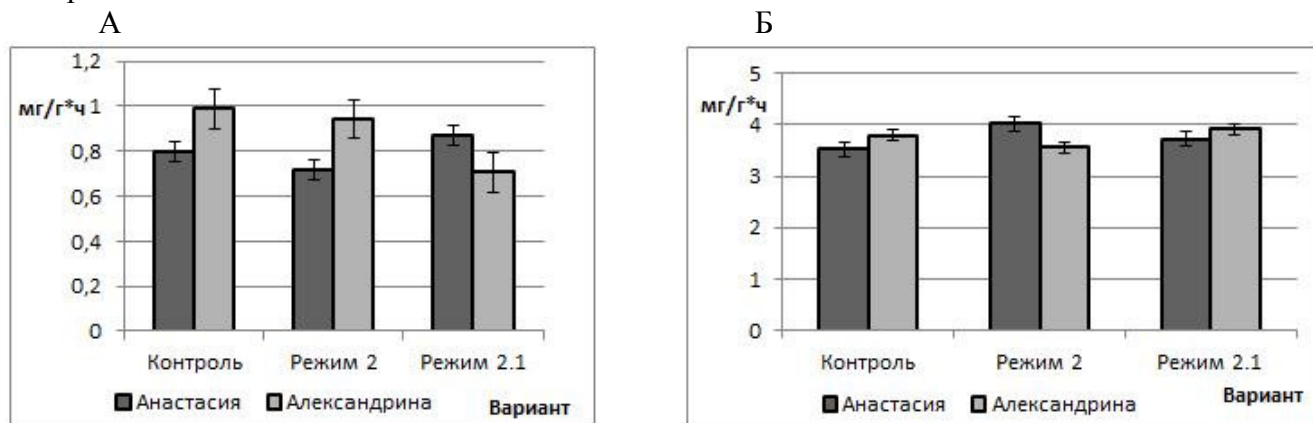 А
Б
1,2
1
0,8
0,6
0,4
0,2
0
мг/г*ч
Контроль Режим 2 Режим 2.1
Анастасия Александрина
Вариант
5
4
3
2
1
0
мг/г*ч
Контроль Режим 2 Режим 2.1
Анастасия Александрина
Вариант